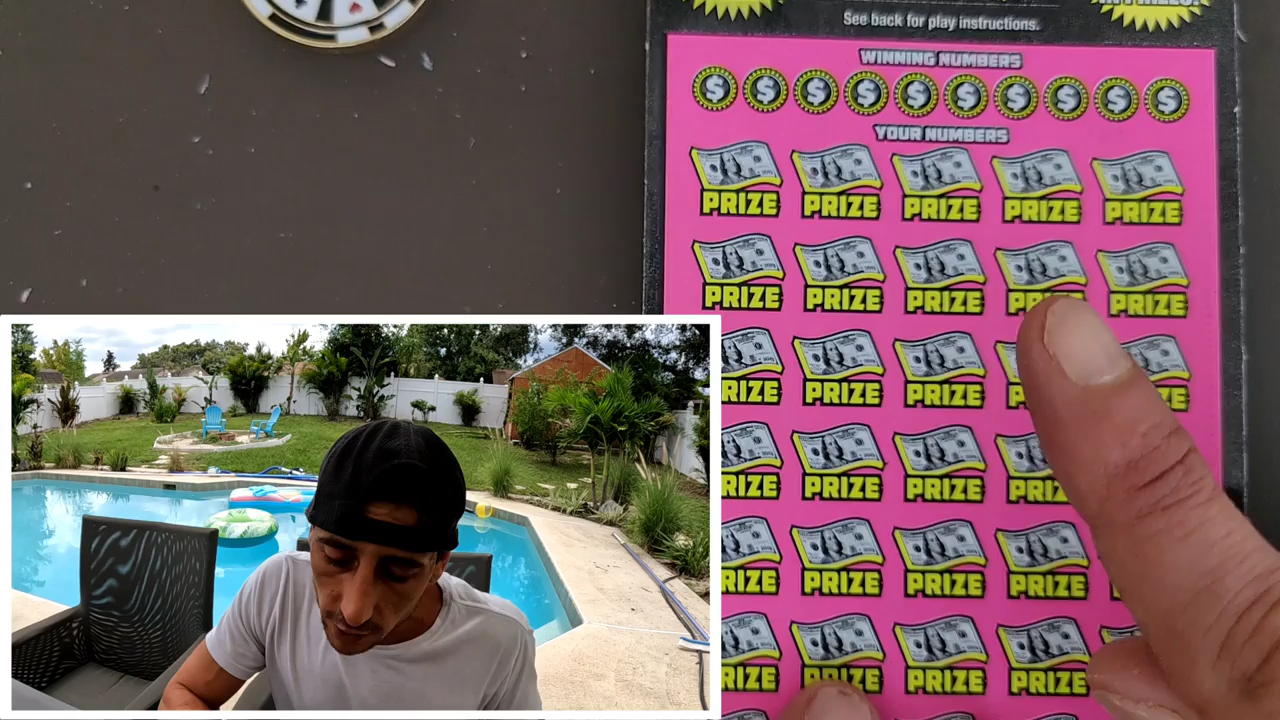 See back for play instructions.
WINNING NUMBERS
$ $ $ $ $ $ $ $ $ $
YOUR NUMBERS
PRIZE PRIZE PRIZE PRIZE PRIZE
PRIZE PRIZE PRIZE PRIZE PRIZE
PRIZE PRIZE PRIZE
PRIZE PRIZE PRIZE
PRIZE PRIZE PRIZE PRIZE
PRIZE PRIZE PRIZE PRIZE